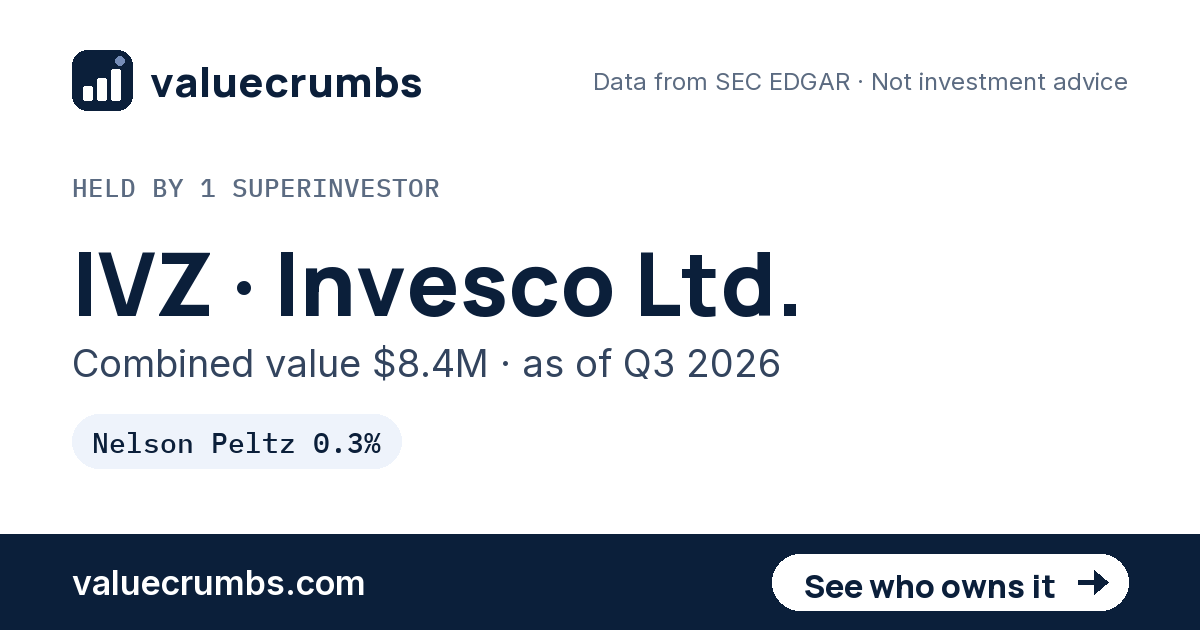 valuecrumbs
Data from SEC EDGAR · Not investment advice
HELD BY 1 SUPERINVESTOR
IVZ · Invesco Ltd.
Combined value $8.4M · as of Q3 2026
Nelson Peltz 0.3%
valuecrumbs.com
See who owns it →